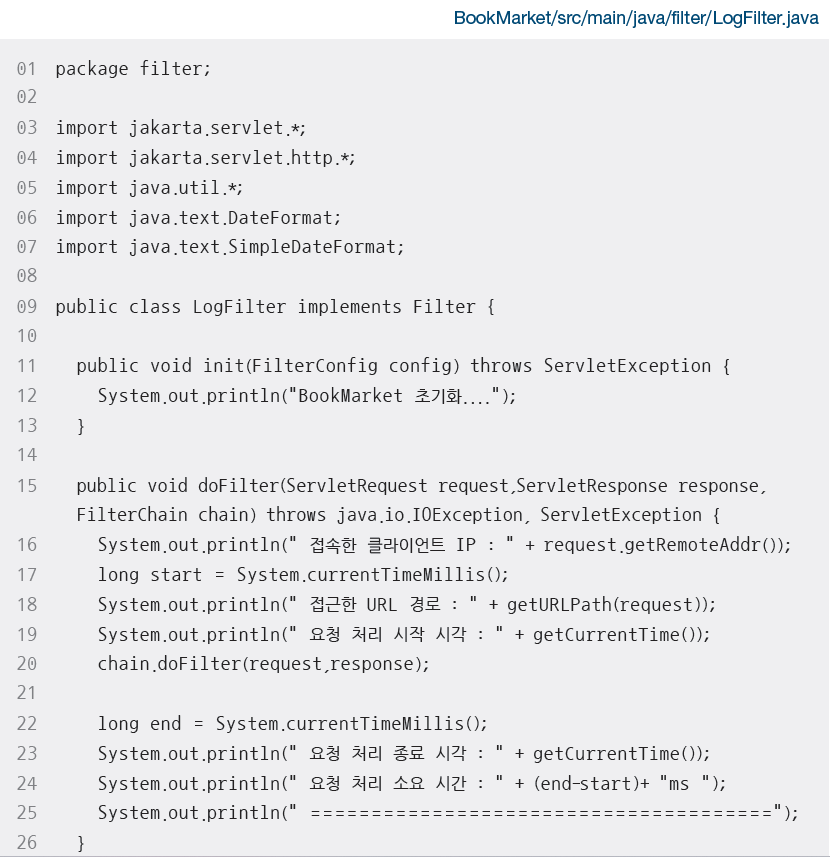 BookMarket/src/main/java/filter/LogFilter.java
01 package filter;
02
03 import jakarta.servlet.*;
04 import jakarta.servlet.http.*;
05 import java.util.*;
06 import java.text.DateFormat;
07 import java.text.SimpleDateFormat;
08
09 public class LogFilter implements Filter {
10
11   public void init(FilterConfig config) throws ServletException {
12     System.out.println("BookMarket 초기화....");
13   }
14
15   public void doFilter(ServletRequest request,ServletResponse response,
   FilterChain chain) throws java.io.IOException, ServletException {
16     System.out.println(" 접속한 클라이언트 IP : " + request.getRemoteAddr());
17     long start = System.currentTimeMillis();
18     System.out.println(" 접근한 URL 경로 : " + getURLPath(request));
19     System.out.println(" 요청 처리 시작 시각 : " + getCurrentTime());
20     chain.doFilter(request,response);
21
22     long end = System.currentTimeMillis();
23     System.out.println(" 요청 처리 종료 시각 : " + getCurrentTime());
24     System.out.println(" 요청 처리 소요 시간 : " + (end-start)+ "ms ");
25     System.out.println(" ======================================");
26   }